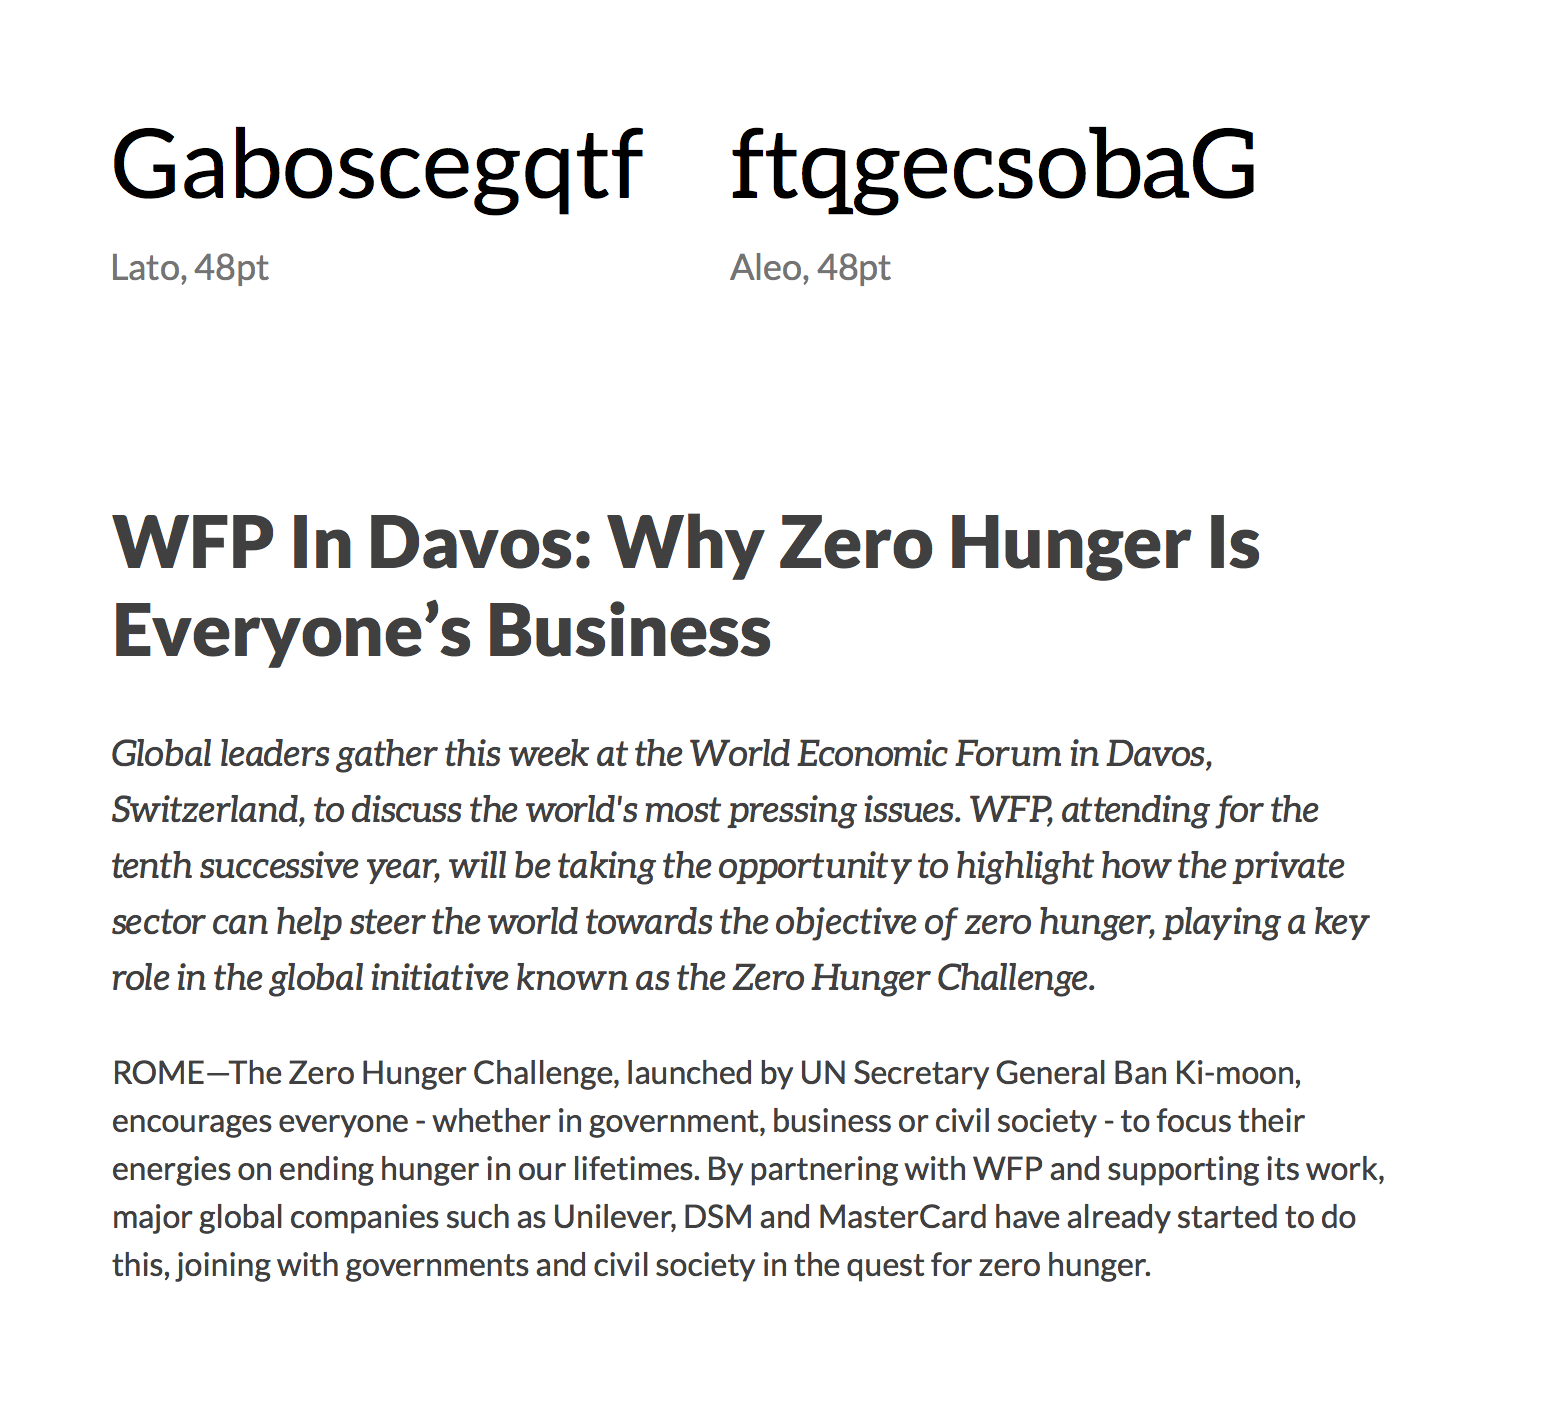 Gaboscegqtf ftqgecsobaG
Lato, 48pt Aleo, 48pt
WFP In Davos: Why Zero Hunger Is
Everyone’s Business
Global leaders gather this week at the World Economic Forum in Davos,
Switzerland, to discuss the world's most pressing issues. WFP, attending for the
tenth successive year, will be taking the opportunity to highlight how the private
sector can help steer the world towards the objective of zero hunger, playing a key
role in the global initiative known as the Zero Hunger Challenge.
ROME—The Zero Hunger Challenge, launched by UN Secretary General Ban Ki-moon,
encourages everyone - whether in government, business or civil society - to focus their
energies on ending hunger in our lifetimes. By partnering with WFP and supporting its work,
major global companies such as Unilever, DSM and MasterCard have already started to do
this, joining with governments and civil society in the quest for zero hunger.